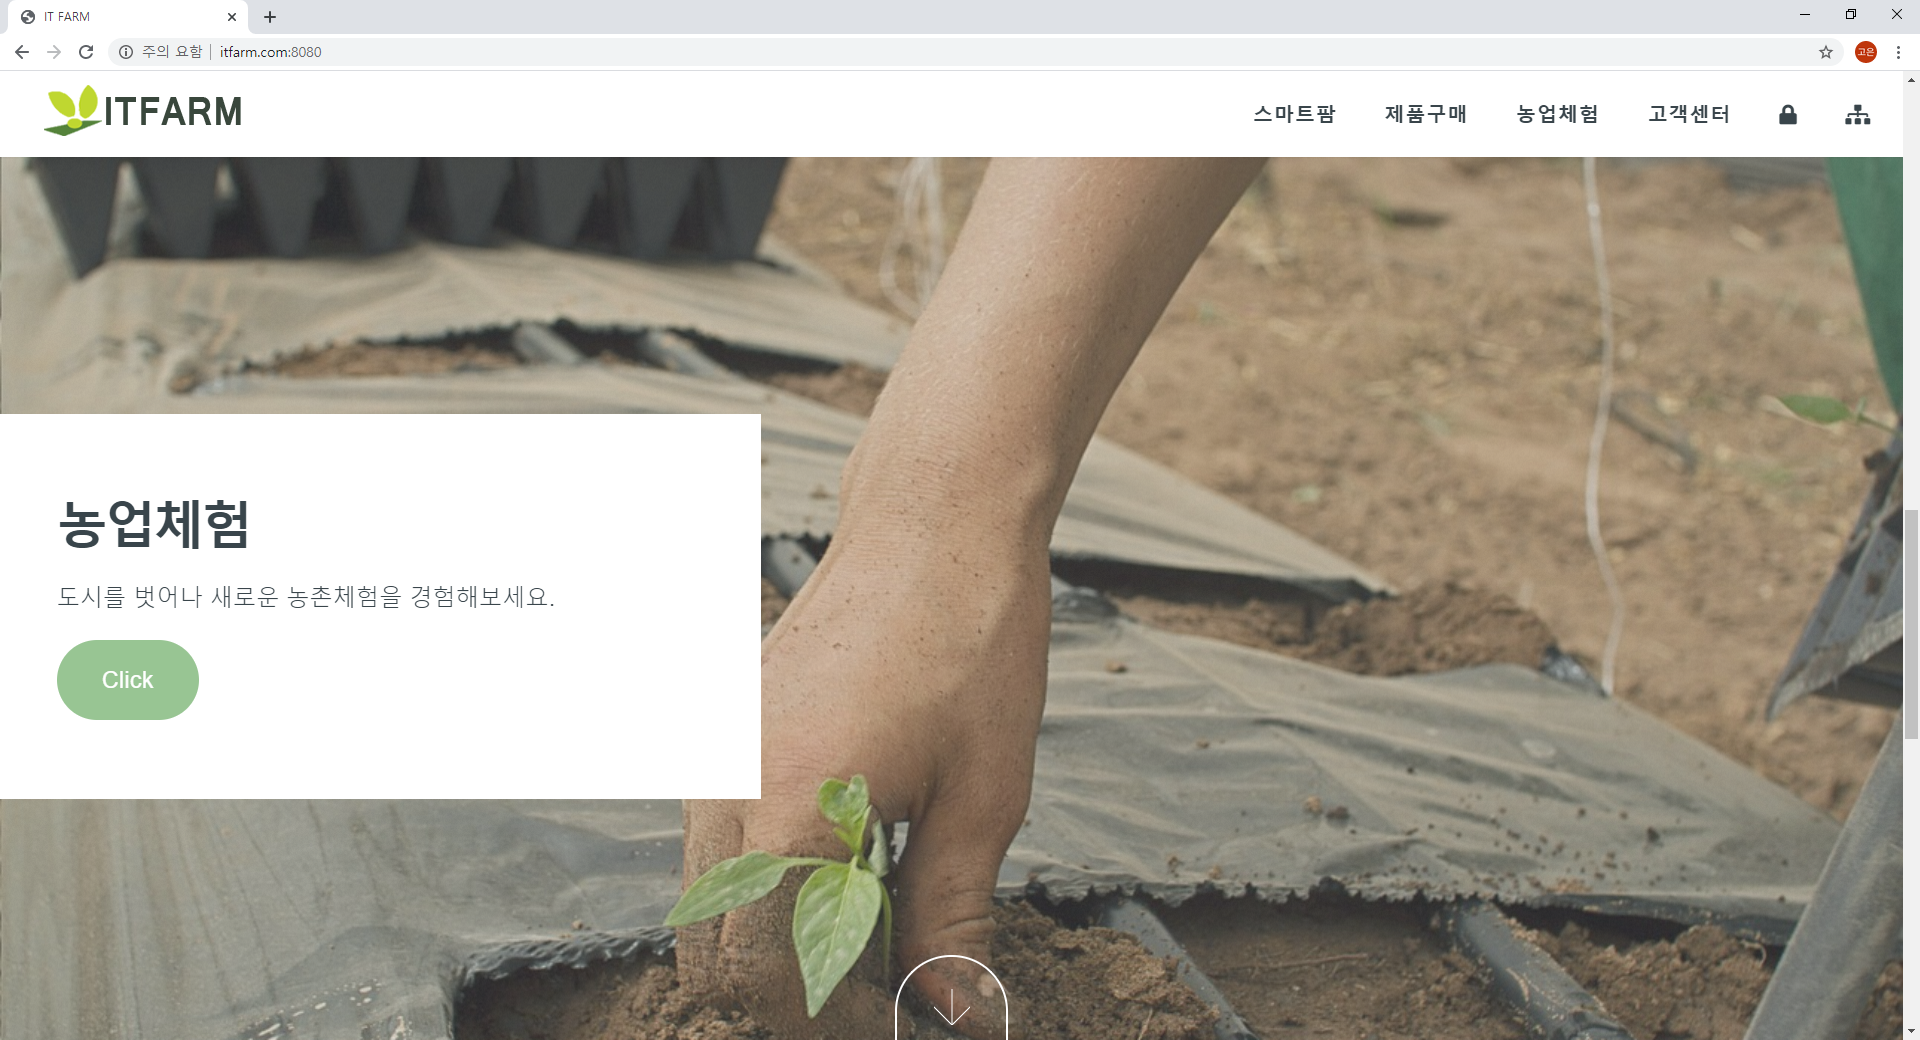 IT FARM
주의 요함 itfarm.com:8080
고은
ITFARM 스마트팜 제품구매 농업체험 고객센터
농업체험
도시를 벗어나 새로운 농촌체험을 경험해보세요.
Click